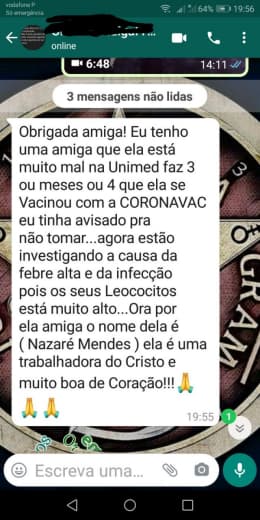 vodafone P
Só emergência
64% 19:56
online
6:48
14:11
3 mensagens não lidas
Obrigada amiga! Eu tenho
uma amiga que ela está
muito mal na Unimed faz 3
ou meses ou 4 que ela se
Vacinou com a CORONAVAC
eu tinha avisado pra
não tomar...agora estão
investigando a causa da
febre alta e da infecção
pois os seus Leococitos
está muito alto...Ora por
ela amiga o nome dela é
( Nazaré Mendes ) ela é uma
trabalhadora do Cristo e
muito boa de Coração!!!🙏
🙏🙏
19:55
1
GRAM
Escreva uma...